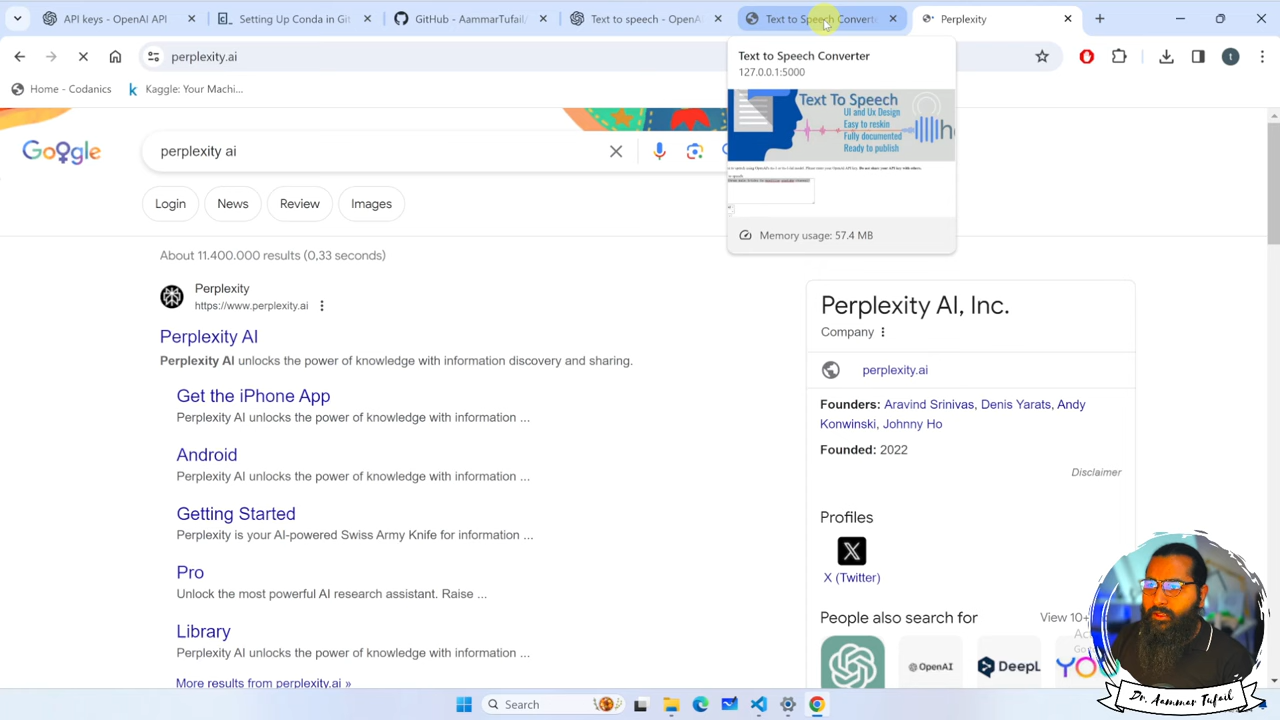 API keys - OpenAI API
Setting Up Conda in Git
GitHub - AammarTufail/
Text to speech - OpenAI
Text to Speech Converte
Perplexity
perplexity.ai
Home - Codanics
Kaggle: Your Machi...
Text to Speech Converter
127.0.0.1:5000
Text To Speech
UI and Ux Design
Easy to reskin
Fully documented
Ready to publish
Memory usage: 57.4 MB
Google
perplexity ai
Login
News
Review
Images
About 11.400.000 results (0,33 seconds)
Perplexity
https://www.perplexity.ai
Perplexity AI
Perplexity AI unlocks the power of knowledge with information discovery and sharing.
Get the iPhone App
Perplexity AI unlocks the power of knowledge with information ...
Android
Perplexity AI unlocks the power of knowledge with information ...
Getting Started
Perplexity is your AI-powered Swiss Army Knife for information ...
Pro
Unlock the most powerful AI research assistant. Raise ...
Library
Perplexity AI unlocks the power of knowledge with information ...
More results from perplexity.ai »
Perplexity AI, Inc.
Company
perplexity.ai
Founders: Aravind Srinivas, Denis Yarats, Andy
Konwinski, Johnny Ho
Founded: 2022
Disclaimer
Profiles
X (Twitter)
People also search for
View 10+
OpenAI
DeepL
Search
Dr. Aammar Tufail